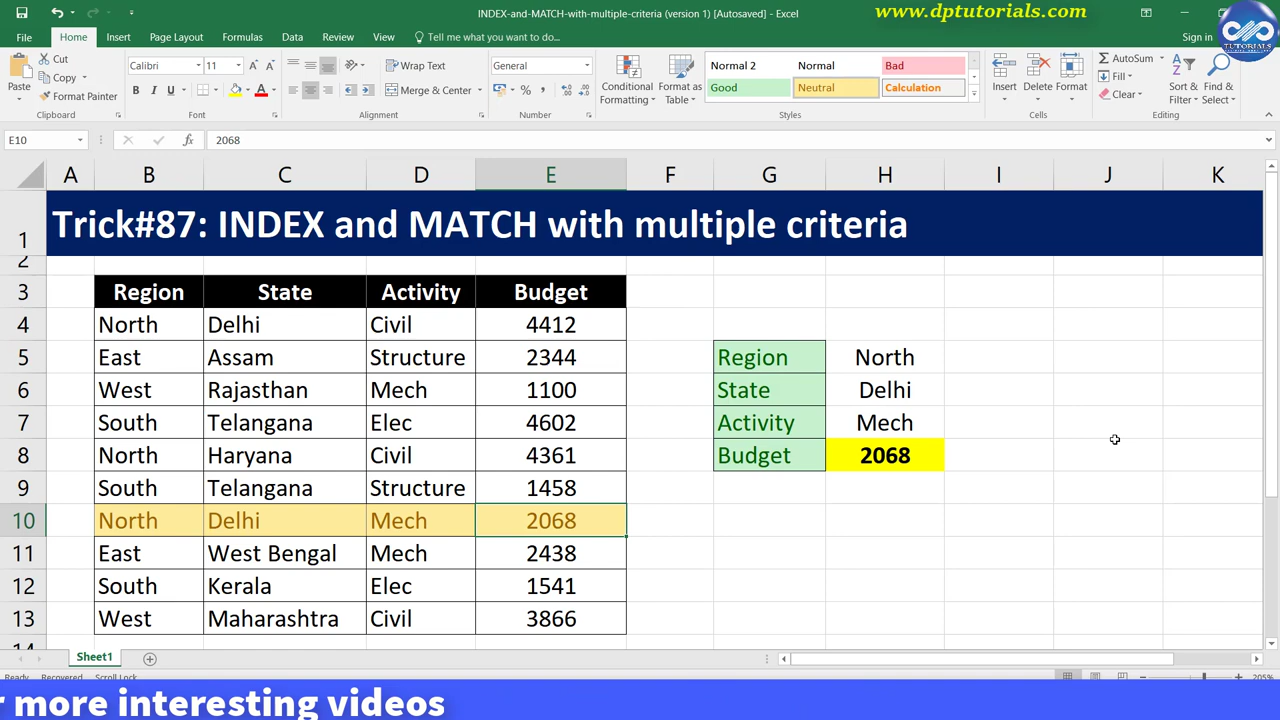 INDEX-and-MATCH-with-multiple-criteria (version 1) [Autosaved] - Excel
www.dptutorials.com
File Home Insert Page Layout Formulas Data Review View Tell me what you want to do... Sign in
TUTORIALS
Paste
Cut
Copy
Format Painter
Clipboard
Calibri 11
B I U A
Font
Wrap Text
Merge & Center
Alignment
General
%
Number
Conditional Formatting
Format as Table
Normal 2 Normal Bad
Good Neutral Calculation
Styles
Insert Delete Format
Cells
AutoSum
Fill
Clear
Sort & Filter
Find & Select
Editing
E10 fx 2068
A B C D E F G H I J K
1 Trick#87: INDEX and MATCH with multiple criteria
2
3 Region State Activity Budget
4 North Delhi Civil 4412
5 East Assam Structure 2344 Region North
6 West Rajasthan Mech 1100 State Delhi
7 South Telangana Elec 4602 Activity Mech
8 North Haryana Civil 4361 Budget 2068
9 South Telangana Structure 1458
10 North Delhi Mech 2068
11 East West Bengal Mech 2438
12 South Kerala Elec 1541
13 West Maharashtra Civil 3866
14
Sheet1
Ready Recovered Scroll Lock 205%
r more interesting videos